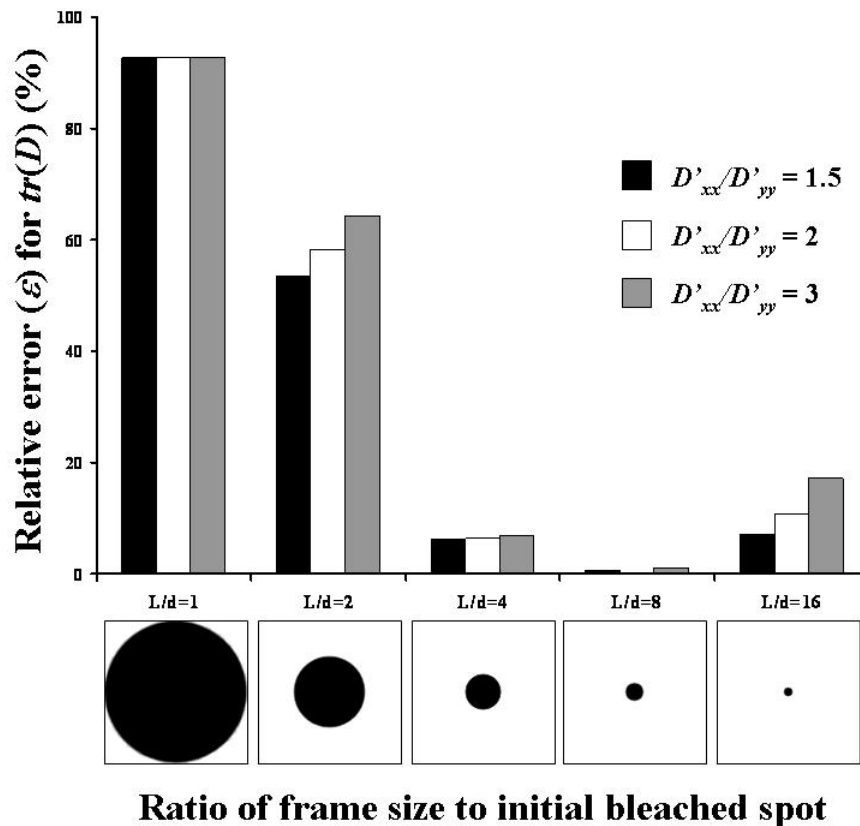 Relative error (ε) for tr(D) (%)
100
80
60
40
20
0
D'xx/D'yy = 1.5
D'xx/D'yy = 2
D'xx/D'yy = 3
L/d=1 L/d=2 L/d=4 L/d=8 L/d=16
Ratio of frame size to initial bleached spot